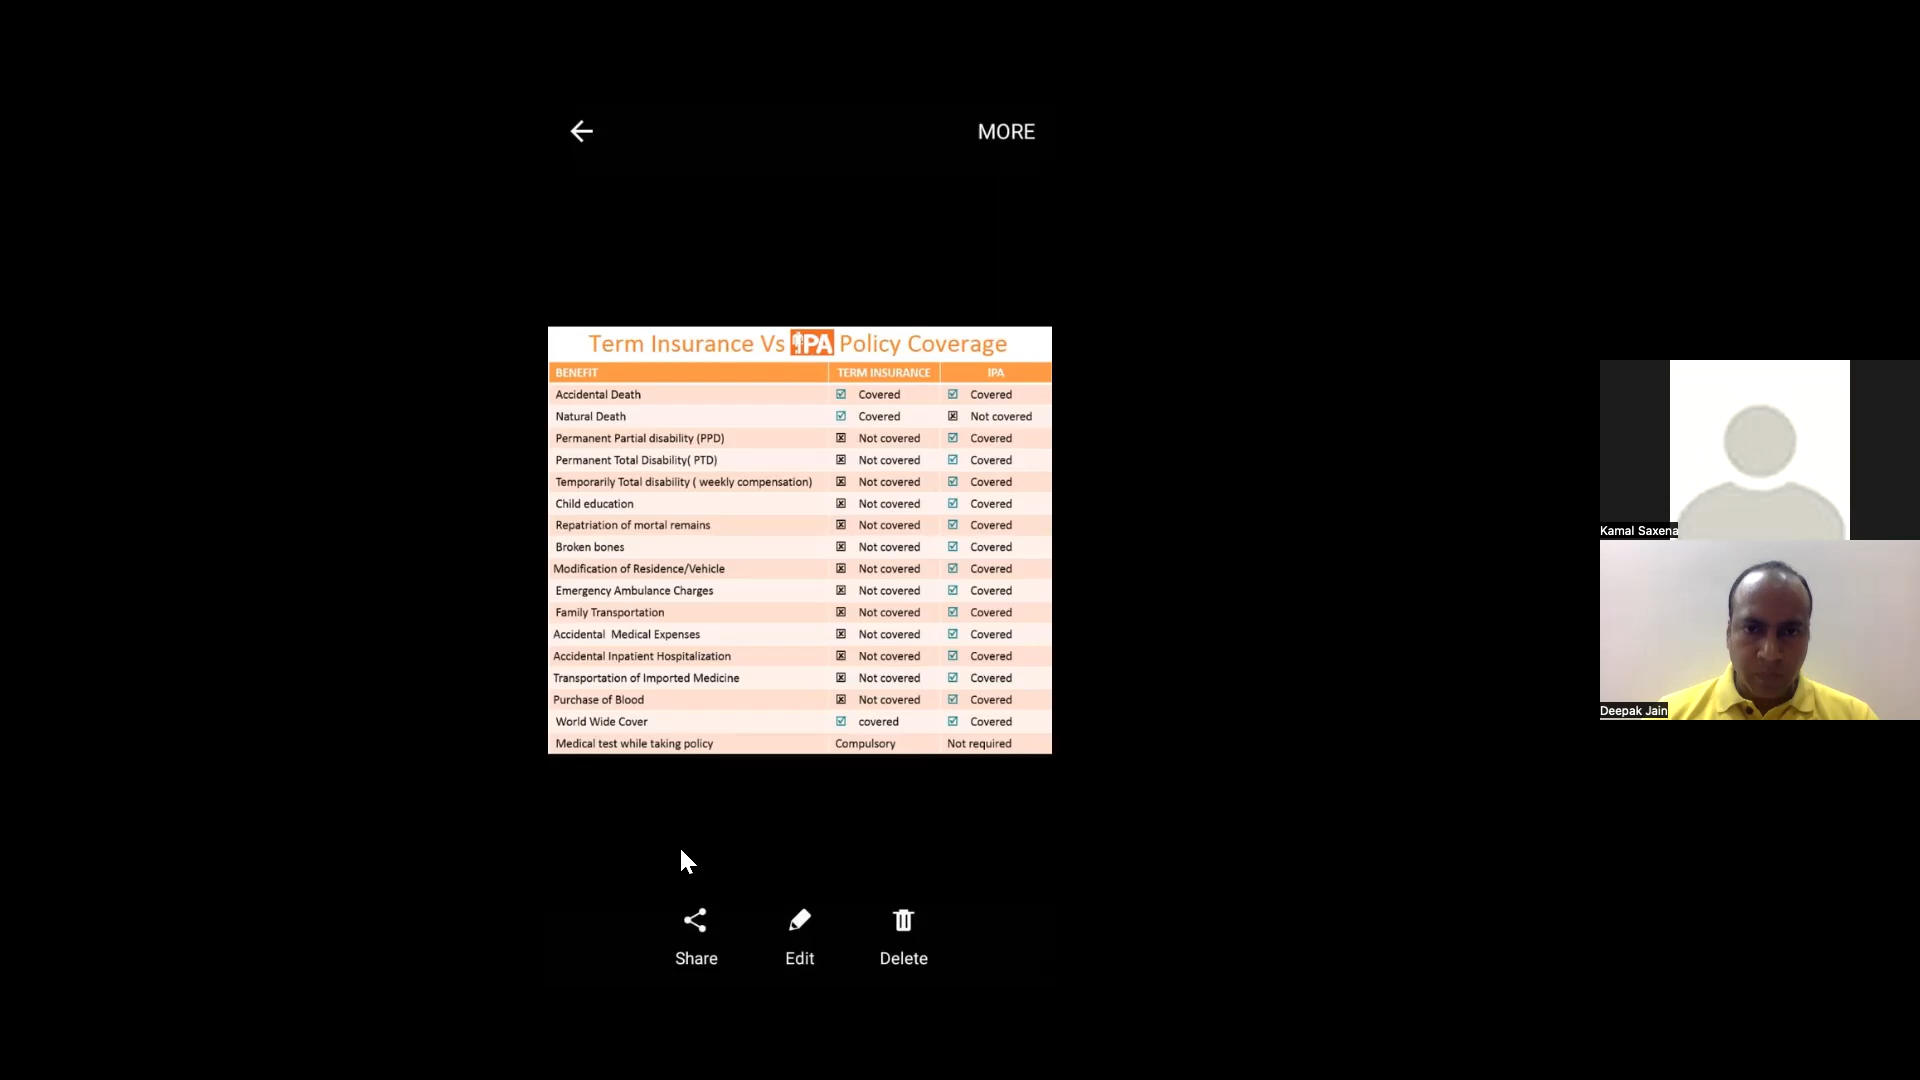 MORE
Term Insurance Vs IPA Policy Coverage
BENEFIT TERM INSURANCE IPA
Accidental Death Covered Covered
Natural Death Covered Not covered
Permanent Partial disability (PPD) Not covered Covered
Permanent Total Disability( PTD) Not covered Covered
Temporarily Total disability ( weekly compensation) Not covered Covered
Child education Not covered Covered
Repatriation of mortal remains Not covered Covered
Broken bones Not covered Covered
Modification of Residence/Vehicle Not covered Covered
Emergency Ambulance Charges Not covered Covered
Family Transportation Not covered Covered
Accidental Medical Expenses Not covered Covered
Accidental Inpatient Hospitalization Not covered Covered
Transportation of Imported Medicine Not covered Covered
Purchase of Blood Not covered Covered
World Wide Cover covered Covered
Medical test while taking policy Compulsory Not required
Share Edit Delete
Kamal Saxena
Deepak Jain